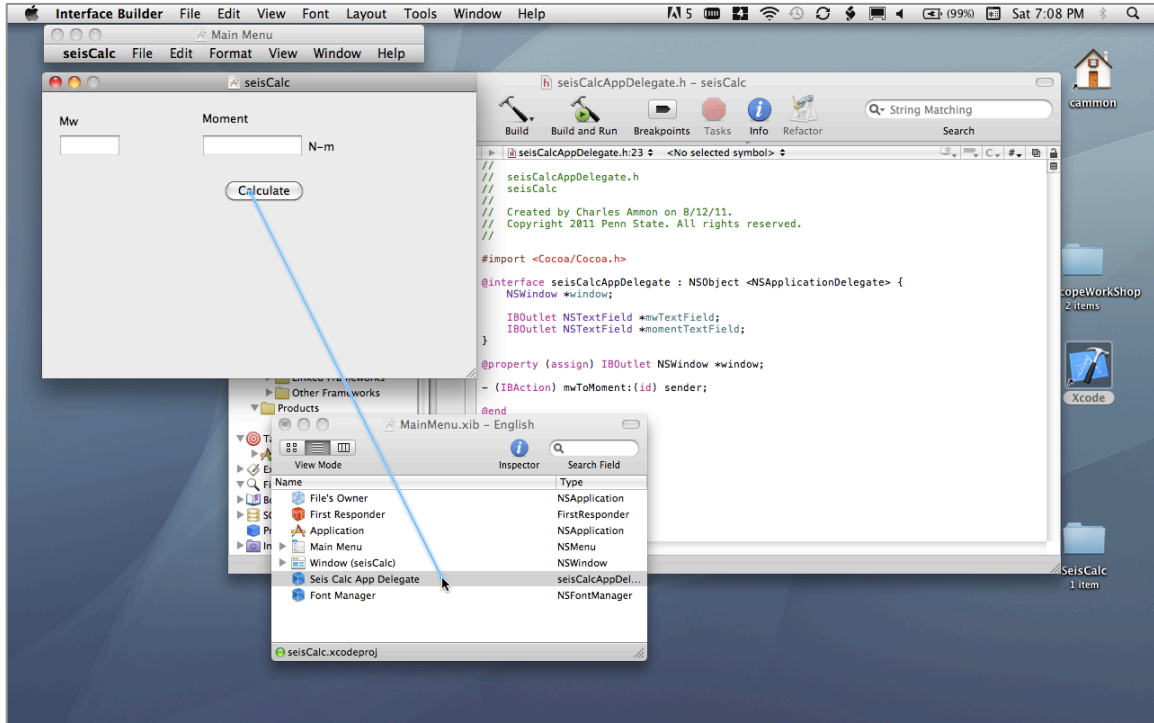 Interface Builder File Edit View Font Layout Tools Window Help 5 4 (99%) Sat 7:08 PM
Main Menu
seisCalc File Edit Format View Window Help
seisCalc
Mw Moment
N-m
Calculate
seisCalcAppDelegate.h – seisCalc
Build Build and Run Breakpoints Tasks Info Refactor Search
String Matching
seisCalcAppDelegate.h:23 <No selected symbol> C #
//
// seisCalcAppDelegate.h
// seisCalc
//
// Created by Charles Ammon on 8/12/11.
// Copyright 2011 Penn State. All rights reserved.
//
#import <Cocoa/Cocoa.h>
@interface seisCalcAppDelegate : NSObject <NSApplicationDelegate> {
NSWindow *window;
IBOutlet NSTextField *mwTextField;
IBOutlet NSTextField *momentTextField;
}
@property (assign) IBOutlet NSWindow *window;
- (IBAction) mwToMoment:(id) sender;
@end
Other Frameworks
Products
MainMenu.xib – English
View Mode Inspector Search Field
Name Type
File's Owner NSApplication
First Responder FirstResponder
Application NSApplication
Main Menu NSMenu
Window (seisCalc) NSWindow
Seis Calc App Delegate seisCalcAppDel...
Font Manager NSFontManager
seisCalc.xcodeproj
cammon
copeWorkShop
2 items
Xcode
SeisCalc
1 item